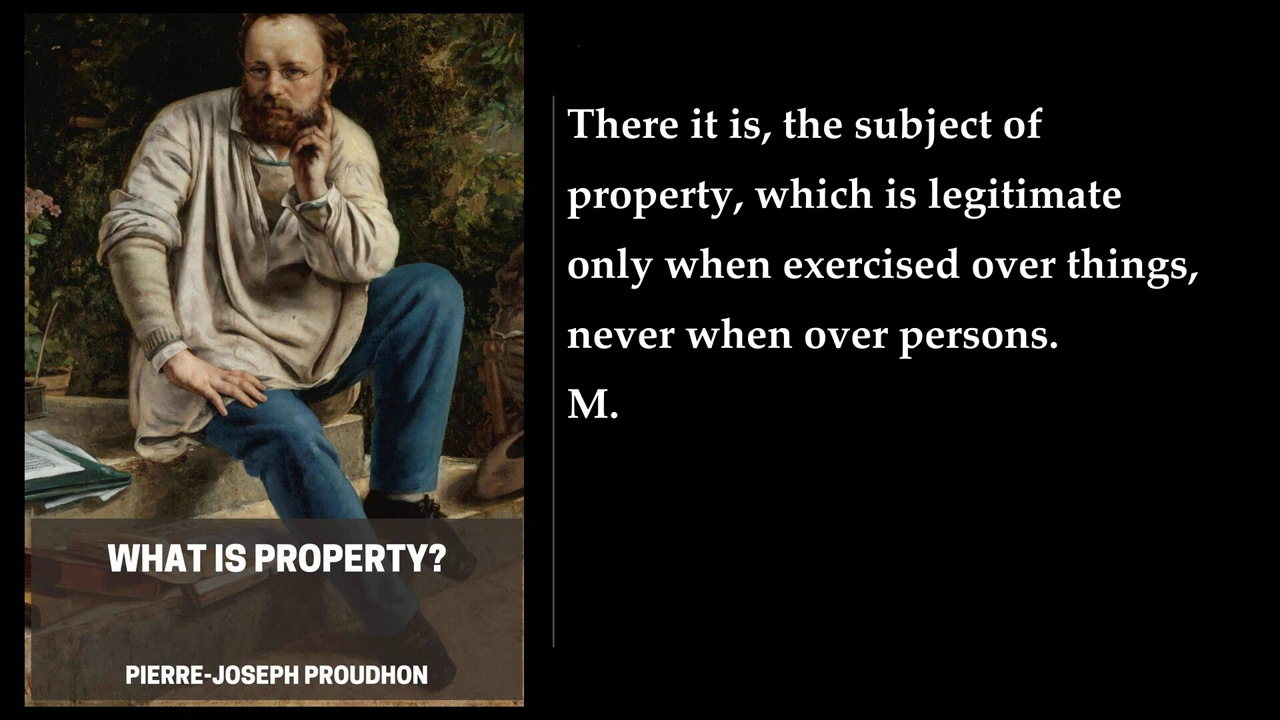 There it is, the subject of
property, which is legitimate
only when exercised over things,
never when over persons.
M.
WHAT IS PROPERTY?
PIERRE-JOSEPH PROUDHON